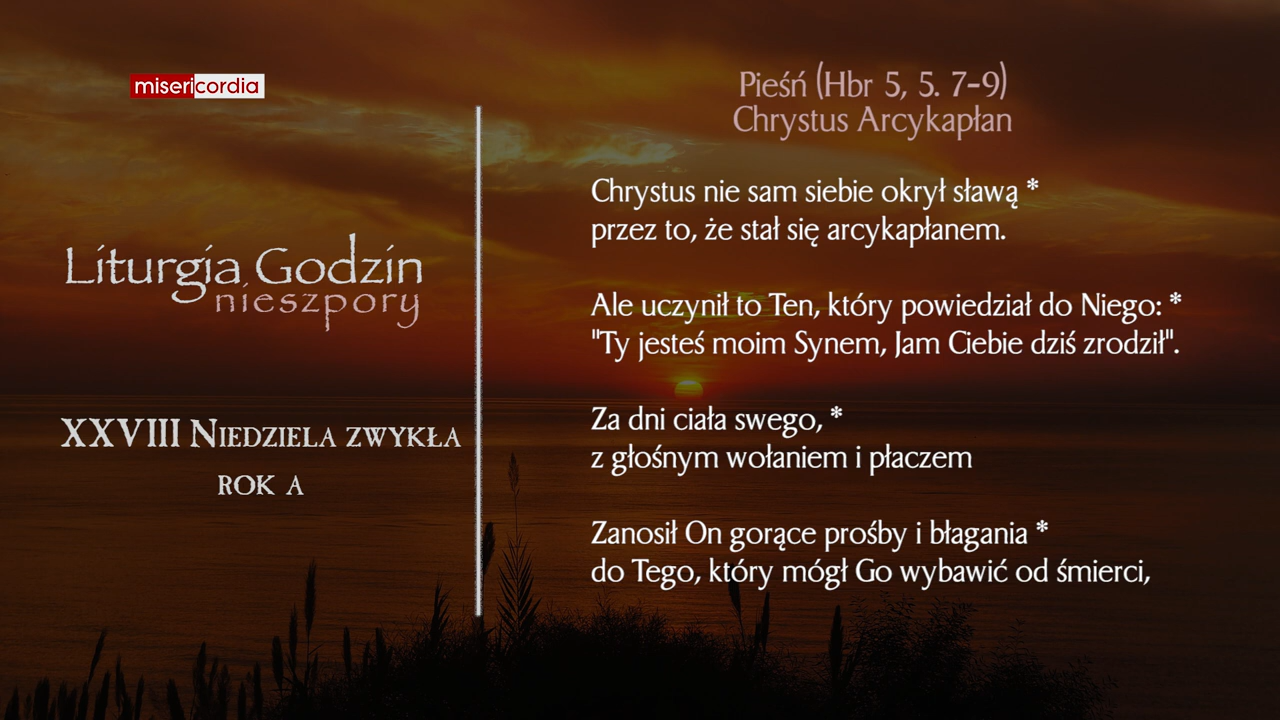 misericordia
Liturgia Godzin
nieszpory
XXVIII Niedziela zwykła
rok A
Pieśń (Hbr 5, 5. 7-9)
Chrystus Arcykapłan
Chrystus nie sam siebie okrył sławą *
przez to, że stał się arcykapłanem.
Ale uczynił to Ten, który powiedział do Niego: *
"Ty jesteś moim Synem, Jam Ciebie dziś zrodził".
Za dni ciała swego, *
z głośnym wołaniem i płaczem
Zanosił On gorące prośby i błagania *
do Tego, który mógł Go wybawić od śmierci,